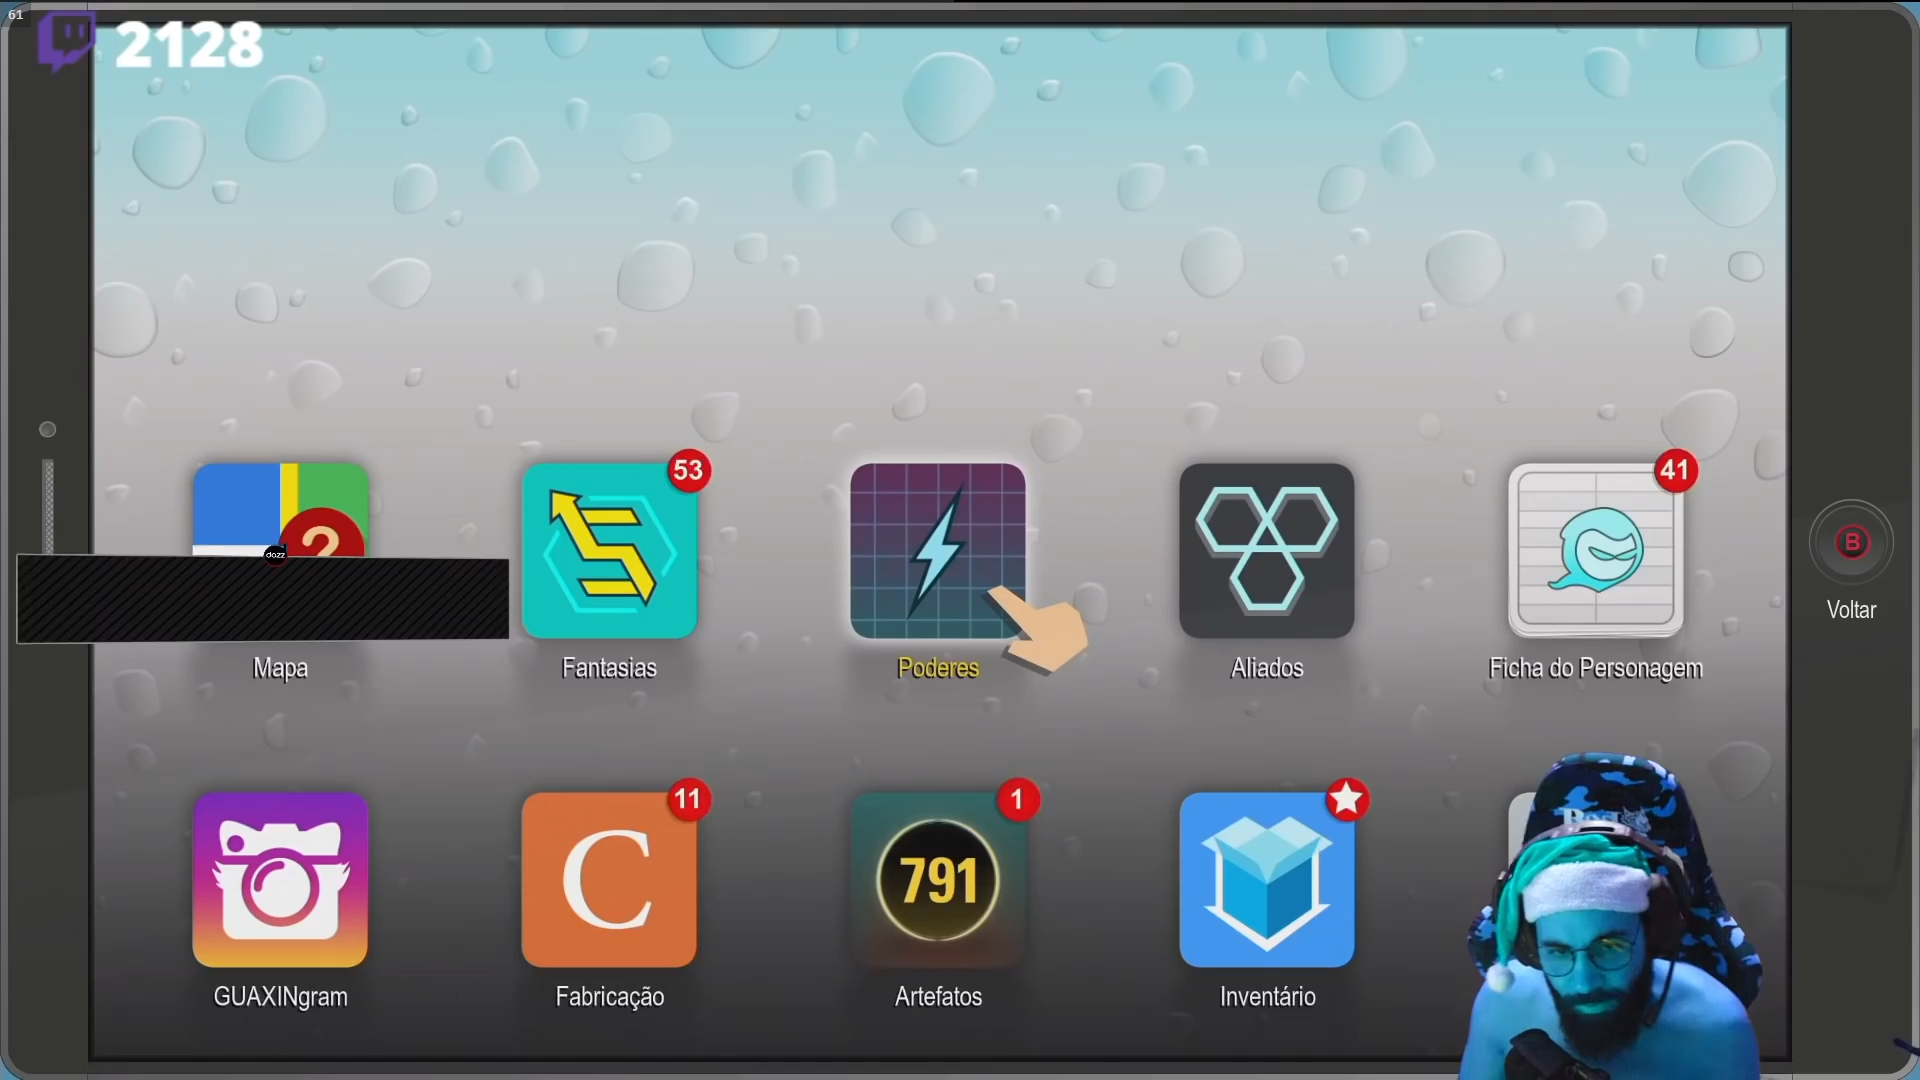 61
2128
53
41
?
dozz
B
Voltar
Mapa
Fantasias
Poderes
Aliados
Ficha do Personagem
11
1
C
791
GUAXINgram
Fabricação
Artefatos
Inventário